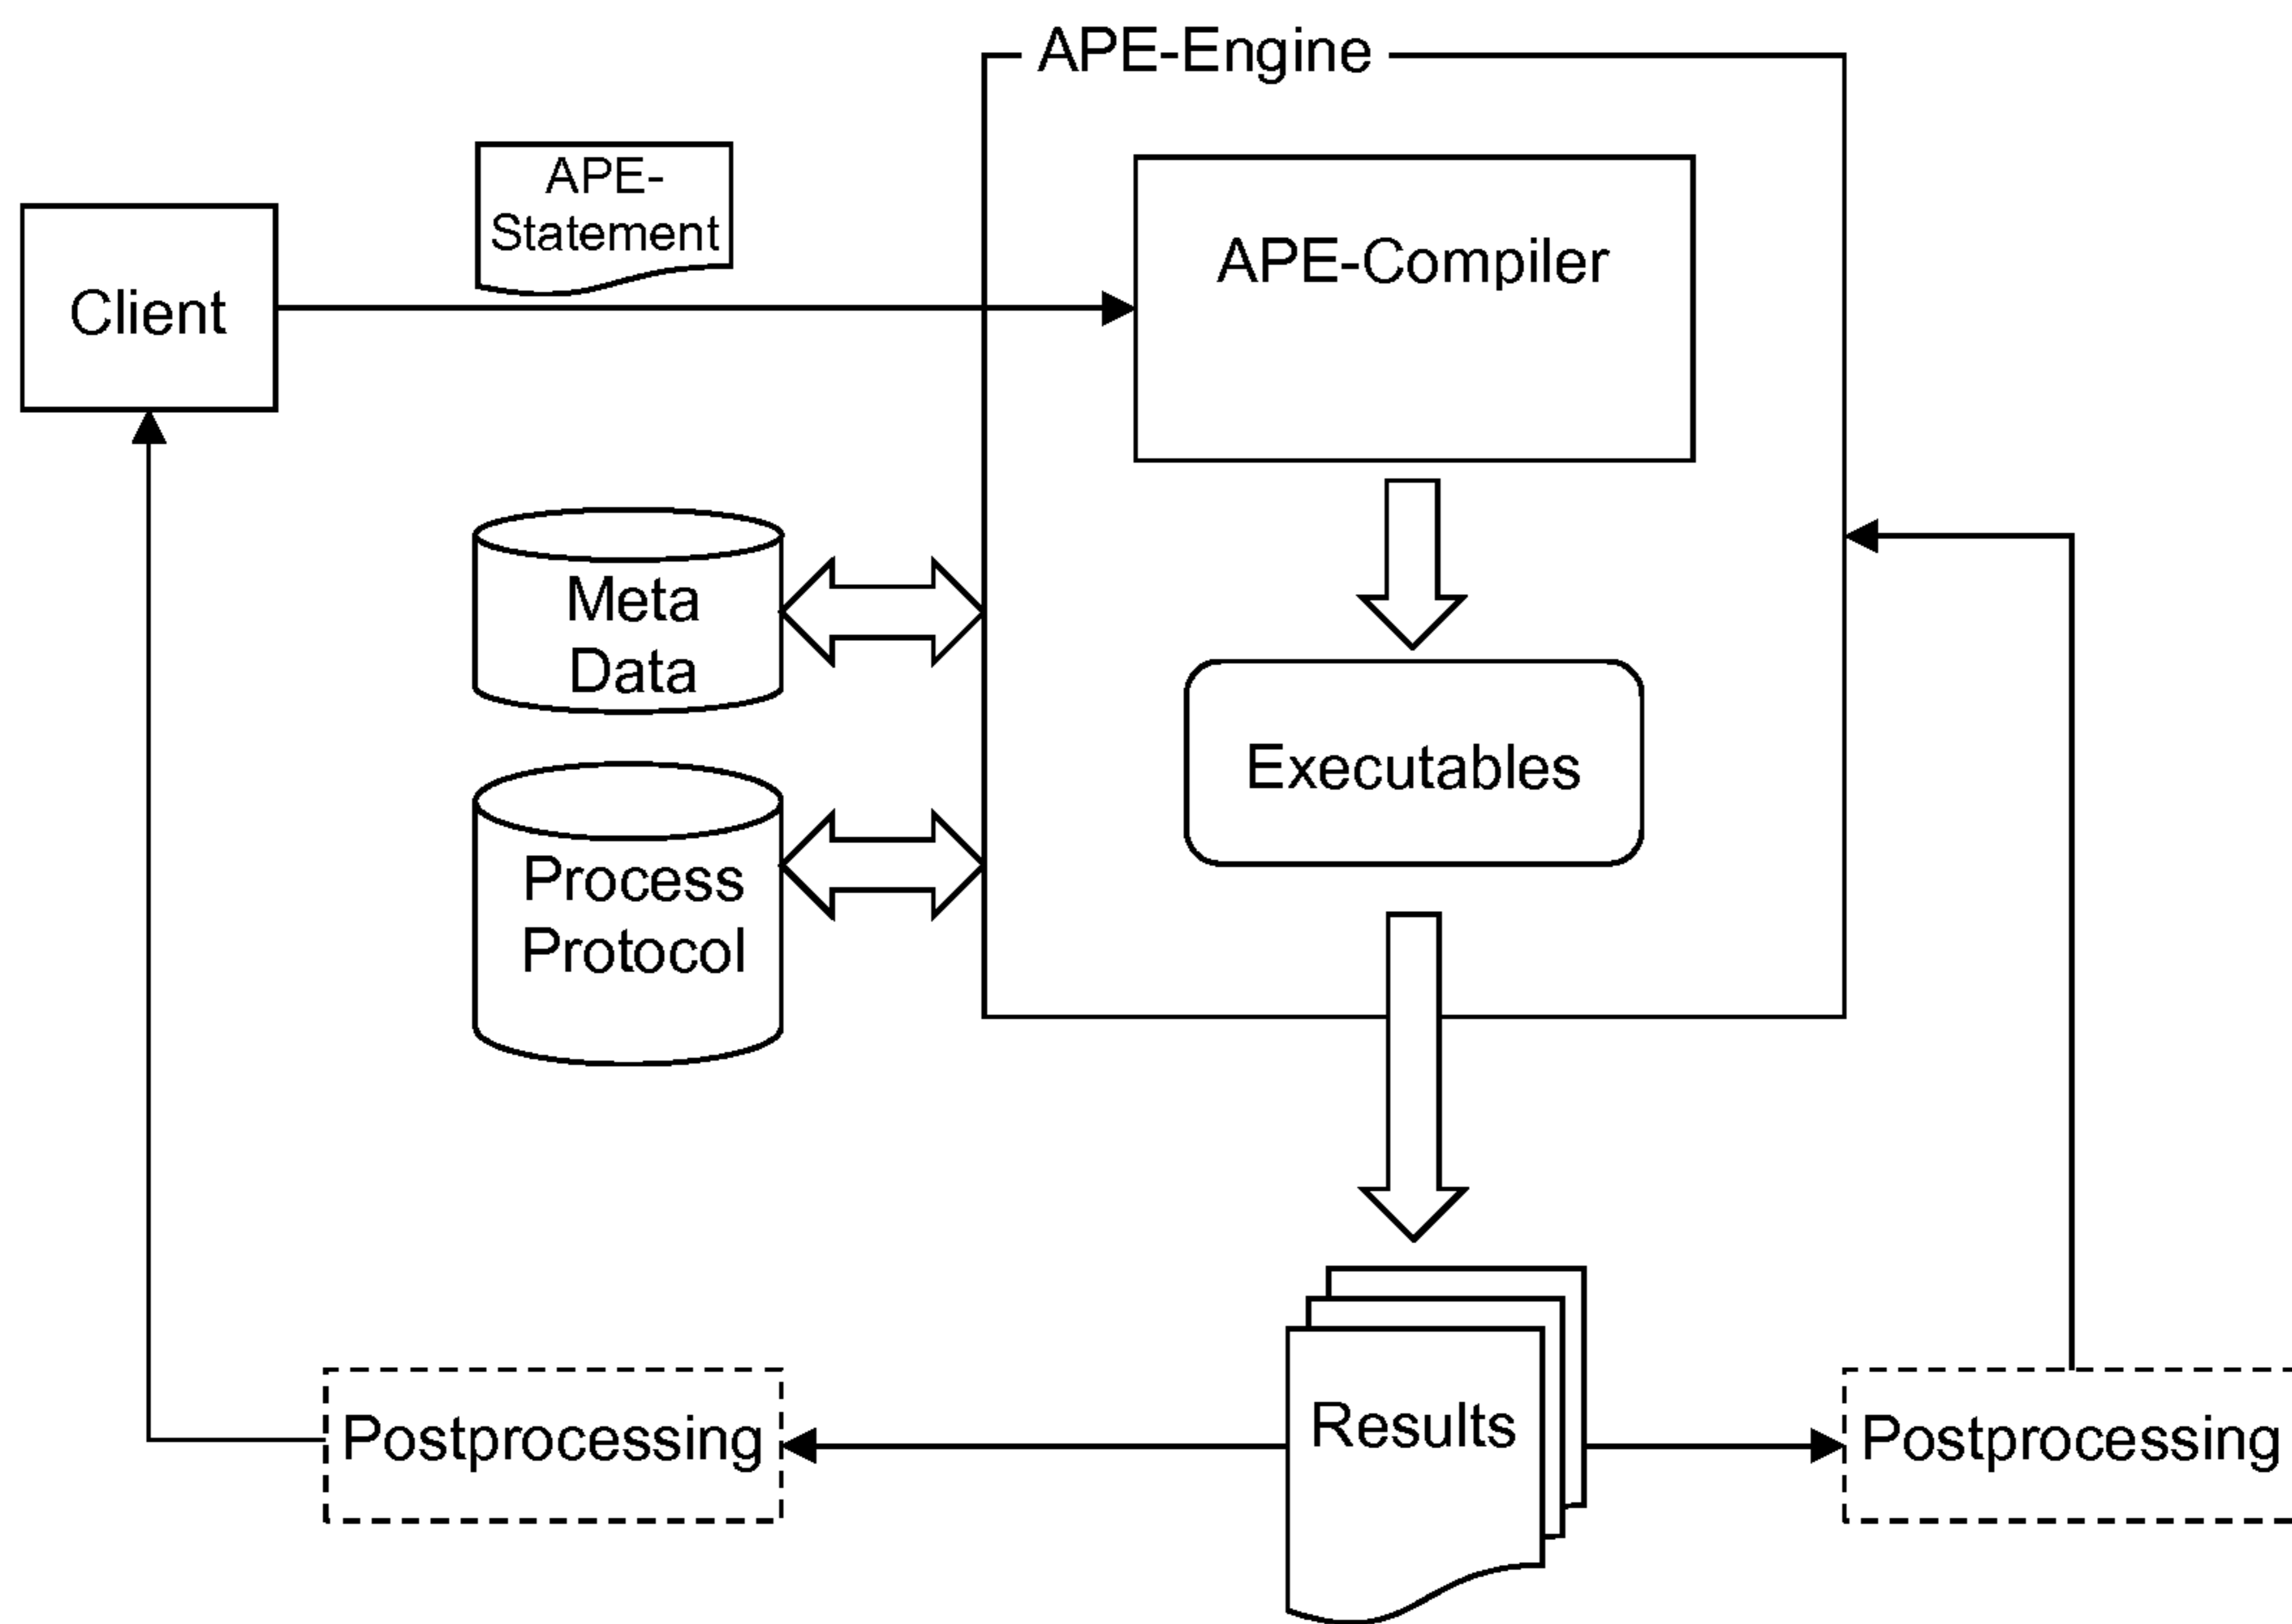 APE-Engine
APE-
Statement
Client
APE-Compiler
Meta
Data
Executables
Process
Protocol
Postprocessing
Results
Postprocessing